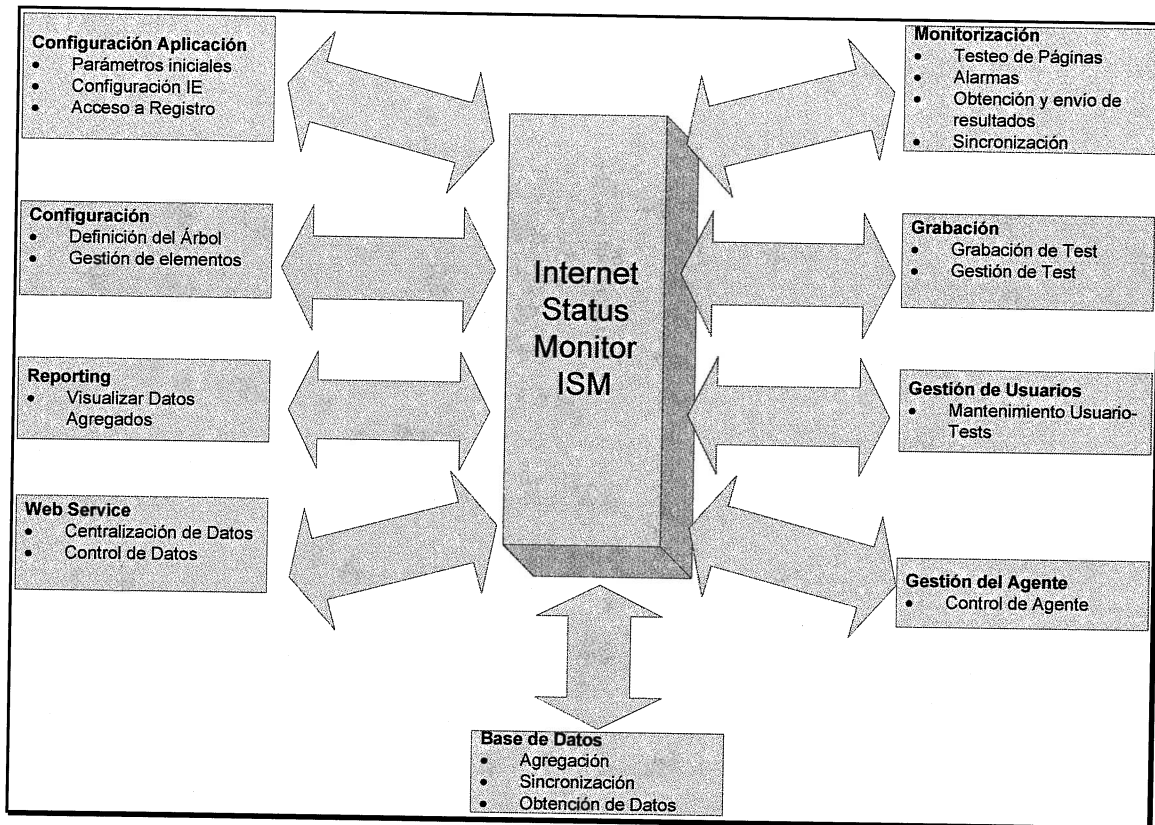 Configuración Aplicación
• Parámetros iniciales
• Configuración IE
• Acceso a Registro
Configuración
• Definición del Árbol
• Gestión de elementos
Reporting
• Visualizar Datos
Agregados
Web Service
• Centralización de Datos
• Control de Datos
Internet
Status
Monitor
ISM
Base de Datos
• Agregación
• Sincronización
• Obtención de Datos
Monitorización
• Testeo de Páginas
• Alarmas
• Obtención y envío de
resultados
• Sincronización
Grabación
• Grabación de Test
• Gestión de Test
Gestión de Usuarios
• Mantenimiento Usuario-
Tests
Gestión del Agente
• Control de Agente